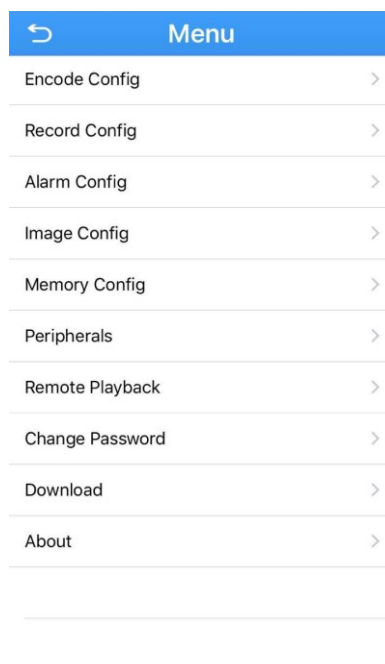 Menu
Encode Config
Record Config
Alarm Config
Image Config
Memory Config
Peripherals
Remote Playback
Change Password
Download
About